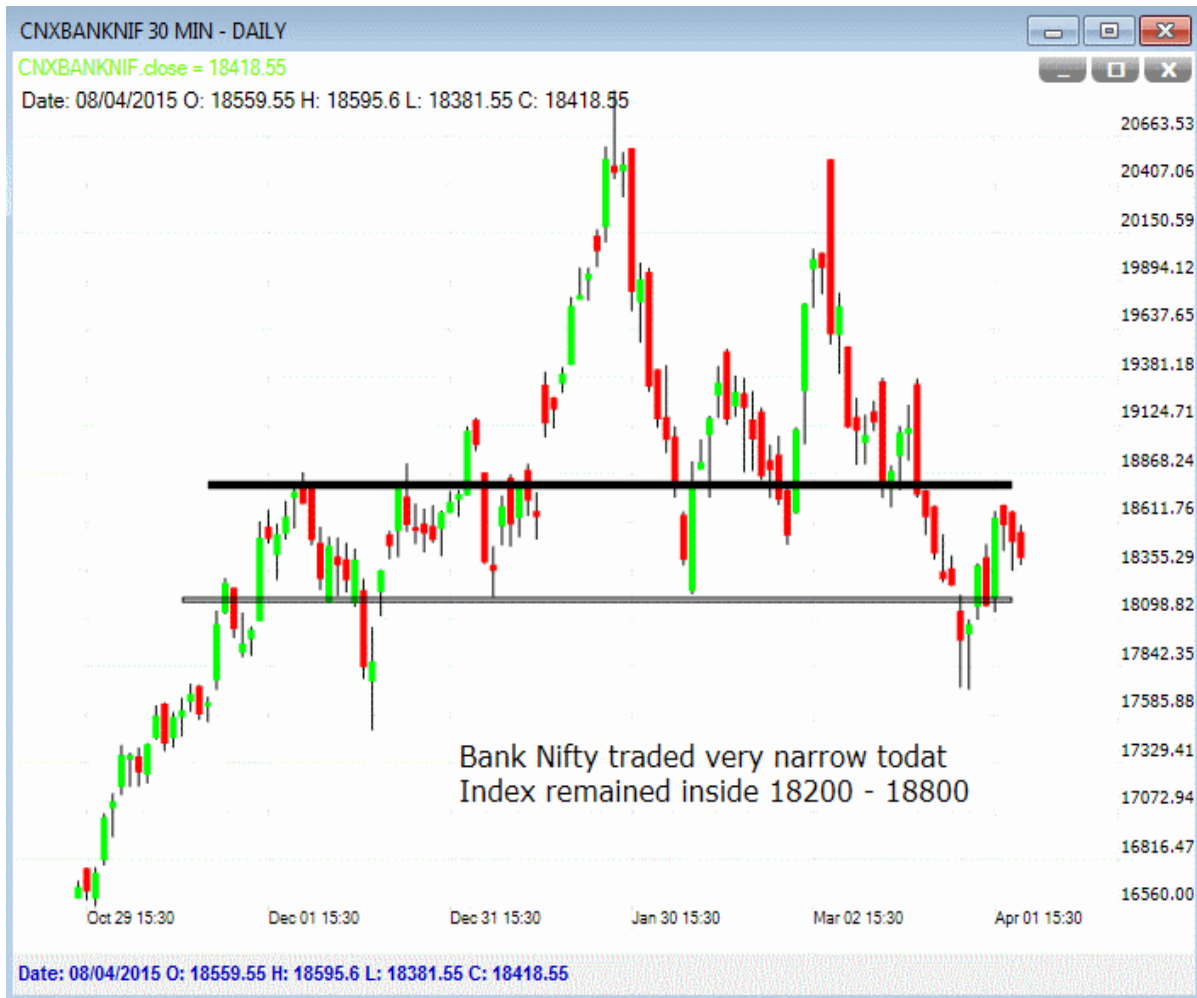 CNXBANKNIF 30 MIN - DAILY
CNXBANKNIF.close = 18418.55
Date: 08/04/2015 O: 18559.55 H: 18595.6 L: 18381.55 C: 18418.55
20663.53
20407.06
20150.59
19894.12
19637.65
19381.18
19124.71
18868.24
18611.76
18355.29
18098.82
17842.35
17585.88
17329.41
17072.94
16816.47
16560.00
Bank Nifty traded very narrow todat
Index remained inside 18200 - 18800
Oct 29 15:30 Dec 01 15:30 Dec 31 15:30 Jan 30 15:30 Mar 02 15:30 Apr 01 15:30
Date: 08/04/2015 O: 18559.55 H: 18595.6 L: 18381.55 C: 18418.55